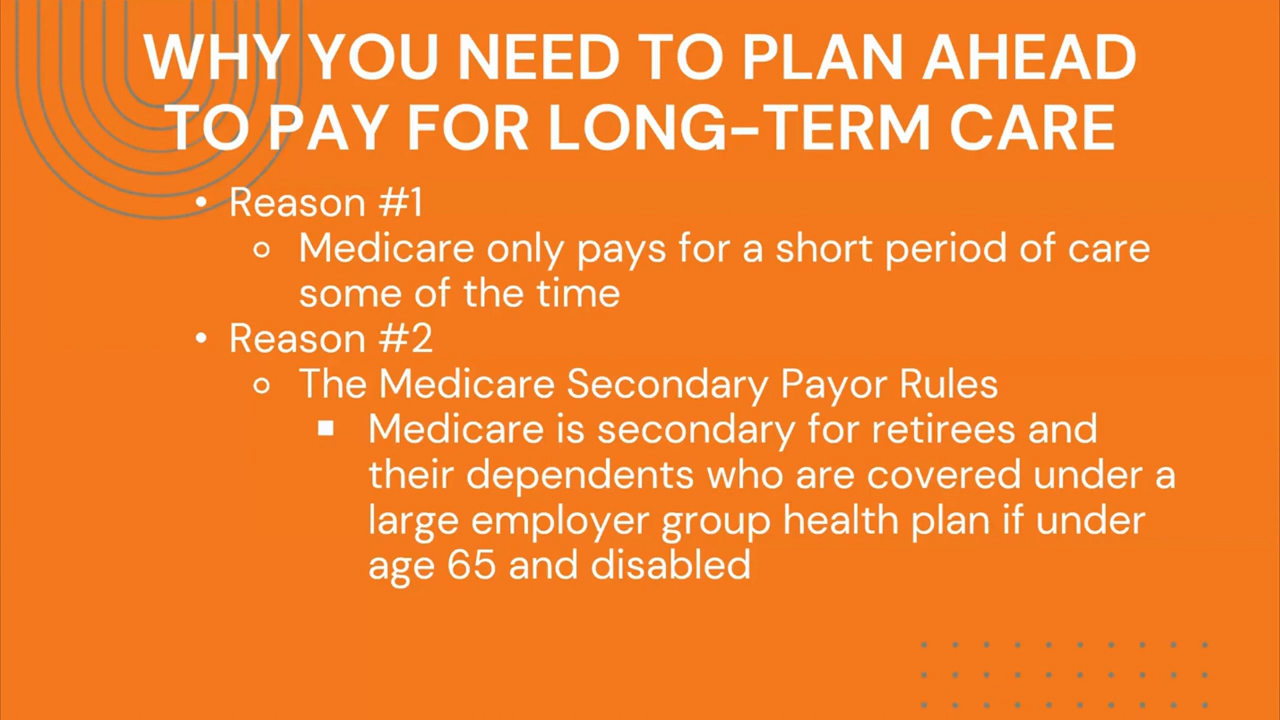 WHY YOU NEED TO PLAN AHEAD
TO PAY FOR LONG-TERM CARE
• Reason #1
○ Medicare only pays for a short period of care
some of the time
• Reason #2
○ The Medicare Secondary Payor Rules
■ Medicare is secondary for retirees and
their dependents who are covered under a
large employer group health plan if under
age 65 and disabled